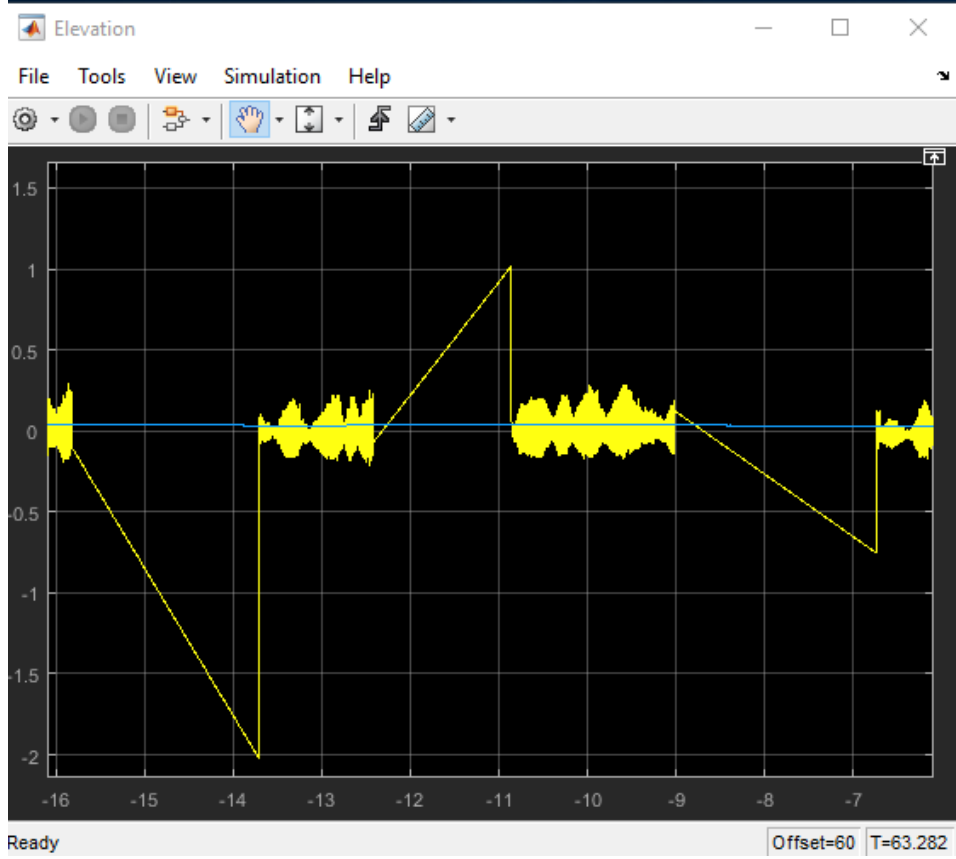 Elevation
File Tools View Simulation Help
1.5
1
0.5
0
-0.5
-1
-1.5
-2
-16 -15 -14 -13 -12 -11 -10 -9 -8 -7
Ready Offset=60 T=63.282